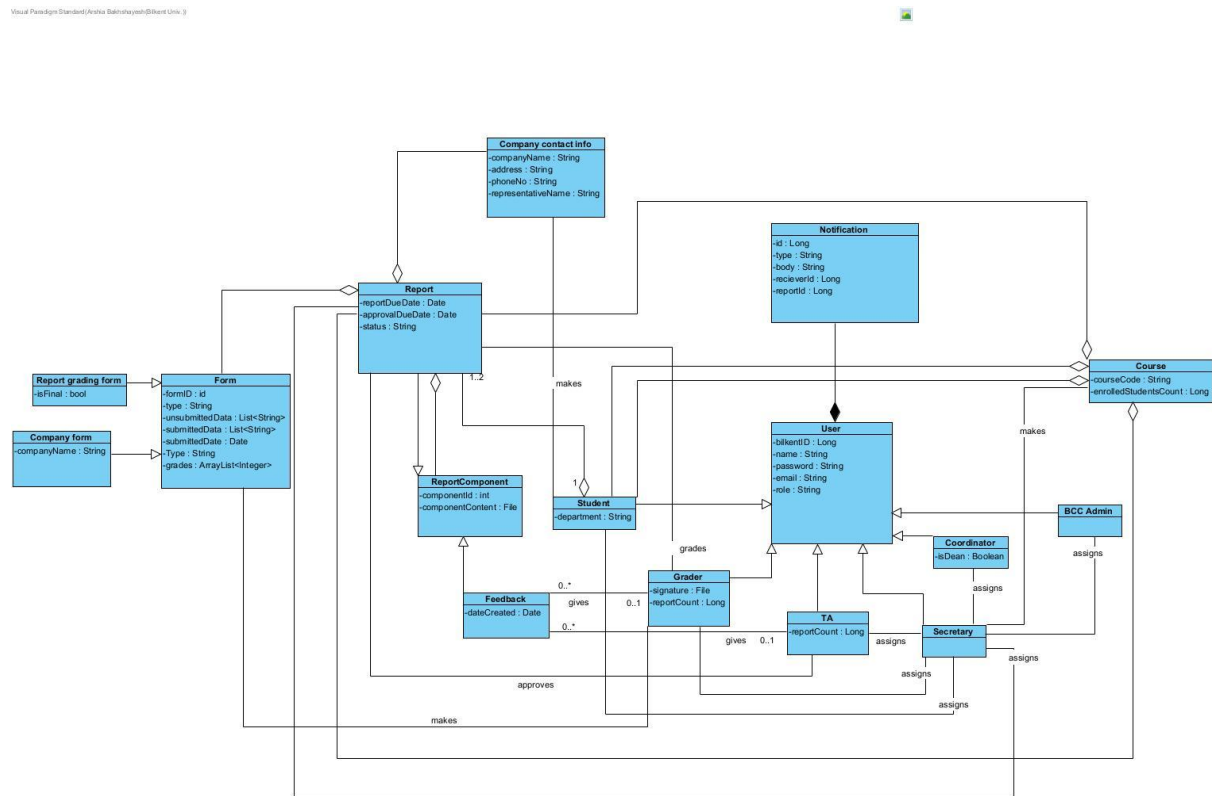 Visual Paradigm Standard(Arshia Bakhshayesh(Bilkent Univ.))
Company contact info
-companyName : String
-address : String
-phoneNo : String
-representativeName : String
Notification
-id : Long
-type : String
-body : String
-recieverId : Long
-reportId : Long
Report
-reportDueDate : Date
-approvalDueDate : Date
-status : String
1..2
makes
Course
-courseCode : String
-enrolledStudentsCount : Long
makes
Report grading form
-isFinal : bool
Form
-formID : id
-type : String
-unsubmittedData : List<String>
-submittedData : List<String>
-submittedDate : Date
-Type : String
-grades : ArrayList<Integer>
Company form
-companyName : String
User
-bilkentID : Long
-name : String
-password : String
-email : String
-role : String
ReportComponent
-componentId : int
-componentContent : File
1
Student
-department : String
BCC Admin
assigns
Coordinator
-isDean : Boolean
assigns
grades
Grader
-signature : File
-reportCount : Long
0..*
gives
0..1
Feedback
-dateCreated : Date
0..*
gives
0..1
TA
-reportCount : Long
assigns
Secretary
assigns
assigns
assigns
approves
makes